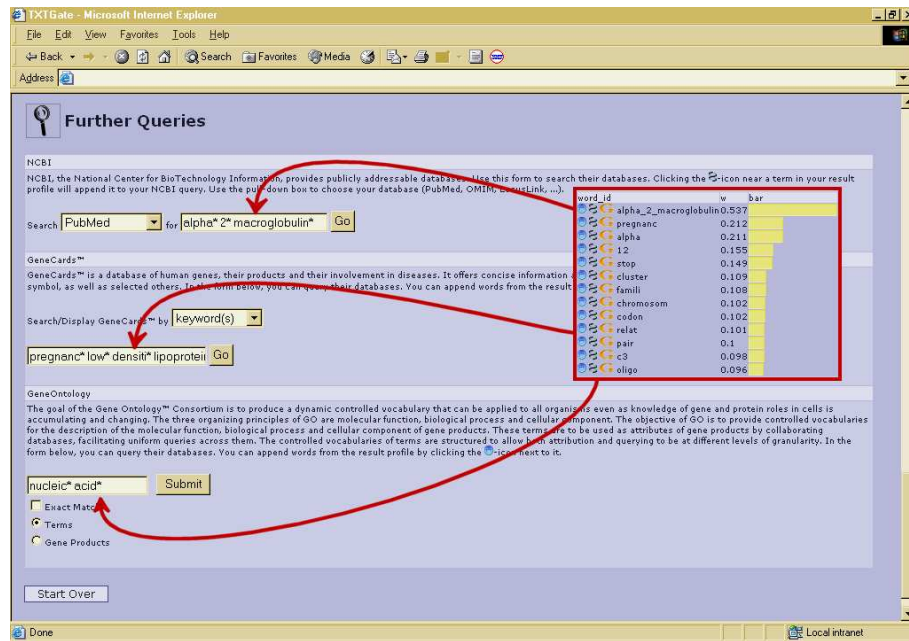 TXTGate - Microsoft Internet Explorer
File Edit View Favorites Tools Help
Back Search Favorites Media
Address
Further Queries
NCBI
NCBI, the National Center for BioTechnology Information, provides publicly addressable databases. Use this form to search their databases. Clicking the -icon near a term in your result
profile will append it to your NCBI query. Use the pull-down box to choose your database (PubMed, OMIM, LocusLink, ...).
Search PubMed for alpha* 2* macroglobulin* Go
word_id w bar
alpha_2_macroglobulin 0.537
pregnanc 0.212
alpha 0.211
12 0.155
stop 0.149
cluster 0.109
famili 0.108
chromosom 0.102
codon 0.102
relat 0.101
pair 0.1
c3 0.098
oligo 0.096
GeneCards™
GeneCards™ is a database of human genes, their products and their involvement in diseases. It offers concise information
symbol, as well as selected others. In the form below, you can query their databases. You can append words from the result
Search/Display GeneCards™ by keyword(s)
pregnanc* low* densiti* lipoprotei Go
GeneOntology
The goal of the Gene Ontology™ Consortium is to produce a dynamic controlled vocabulary that can be applied to all organisms even as knowledge of gene and protein roles in cells is
accumulating and changing. The three organizing principles of GO are molecular function, biological process and cellular component. The objective of GO is to provide controlled vocabularies
for the description of the molecular function, biological process and cellular component of gene products. These terms are to be used as attributes of gene products by collaborating
databases, facilitating uniform queries across them. The controlled vocabularies of terms are structured to allow both attribution and querying to be at different levels of granularity. In the
form below, you can query their databases. You can append words from the result profile by clicking the -icon next to it.
nucleic* acid* Submit
Exact Match
Terms
Gene Products
Start Over
Done Local intranet